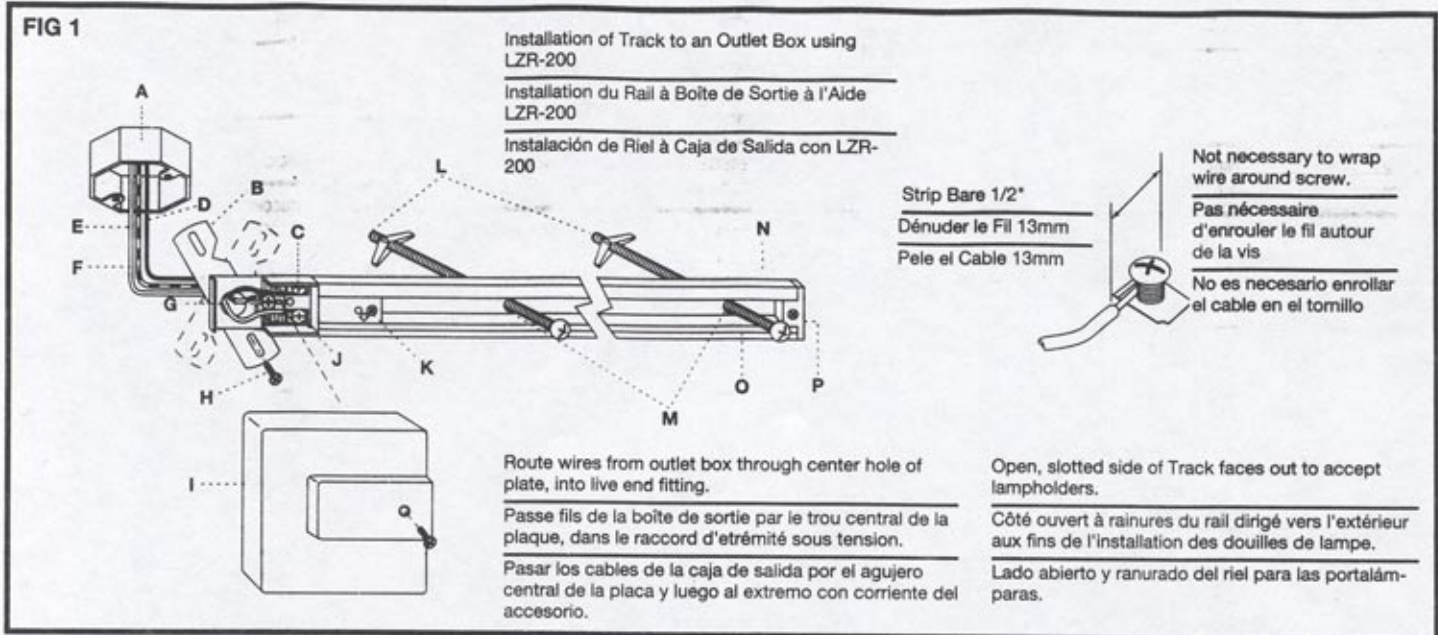 FIG 1
Installation of Track to an Outlet Box using
LZR-200
Installation du Rail à Boîte de Sortie à l'Aide
LZR-200
Instalación de Riel à Caja de Salida con LZR-
200
A
B
C
D
E
F
G
H
I
J
K
L
M
N
O
P
Strip Bare 1/2"
Dénuder le Fil 13mm
Pele el Cable 13mm
Not necessary to wrap
wire around screw.
Pas nécessaire
d'enrouler le fil autour
de la vis
No es necesario enrollar
el cable en el tornillo
Route wires from outlet box through center hole of
plate, into live end fitting.
Passe fils de la boîte de sortie par le trou central de la
plaque, dans le raccord d'etrémité sous tension.
Pasar los cables de la caja de salida por el agujero
central de la placa y luego al extremo con corriente del
accesorio.
Open, slotted side of Track faces out to accept
lampholders.
Côté ouvert à rainures du rail dirigé vers l'extérieur
aux fins de l'installation des douilles de lampe.
Lado abierto y ranurado del riel para las portalám-
paras.